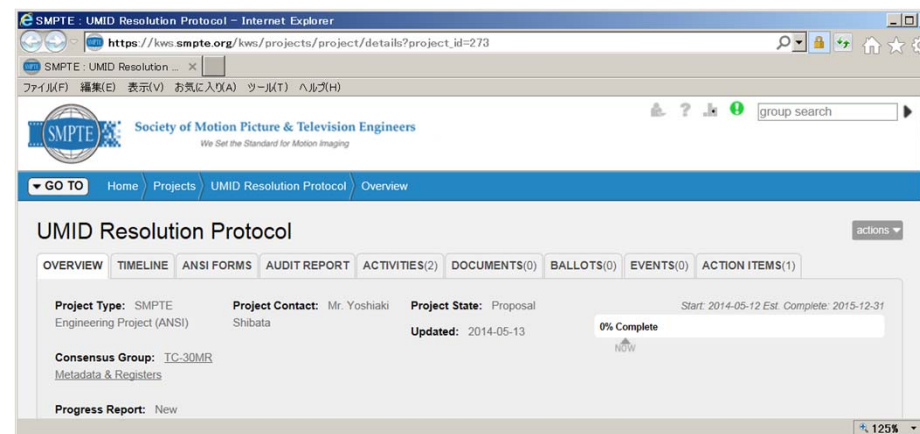 SMPTE : UMID Resolution Protocol - Internet Explorer
https://kws.smpte.org/kws/projects/project/details?project_id=273
SMPTE : UMID Resolution ...
ファイル(F) 編集(E) 表示(V) お気に入り(A) ツール(T) ヘルプ(H)
SMPTE
Society of Motion Picture & Television Engineers
We Set the Standard for Motion Imaging
group search
GO TO Home Projects UMID Resolution Protocol Overview
UMID Resolution Protocol
actions
OVERVIEW TIMELINE ANSI FORMS AUDIT REPORT ACTIVITIES(2) DOCUMENTS(0) BALLOTS(0) EVENTS(0) ACTION ITEMS(1)
Project Type: SMPTE Engineering Project (ANSI)
Consensus Group: TC-30MR
Metadata & Registers
Progress Report: New
Project Contact: Mr. Yoshiaki
Shibata
Project State: Proposal
Updated: 2014-05-13
Start: 2014-05-12 Est. Complete: 2015-12-31
0% Complete
NOW
125%